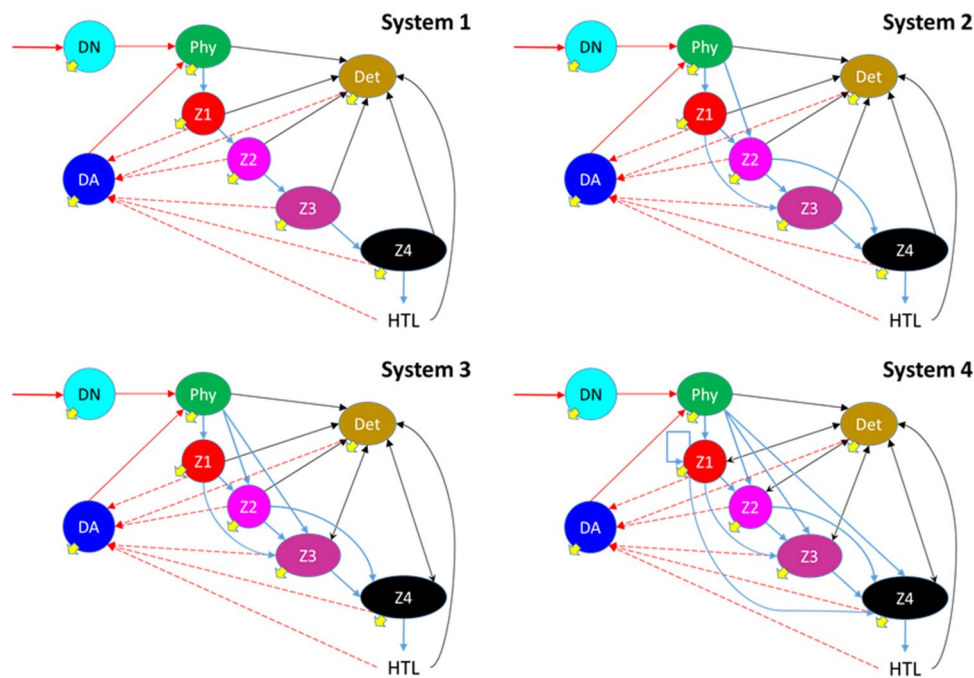 System 1
DN
Phy
Det
Z1
Z2
DA
Z3
Z4
HTL
System 2
DN
Phy
Det
Z1
Z2
DA
Z3
Z4
HTL
System 3
DN
Phy
Det
Z1
Z2
DA
Z3
Z4
HTL
System 4
DN
Phy
Det
Z1
Z2
DA
Z3
Z4
HTL